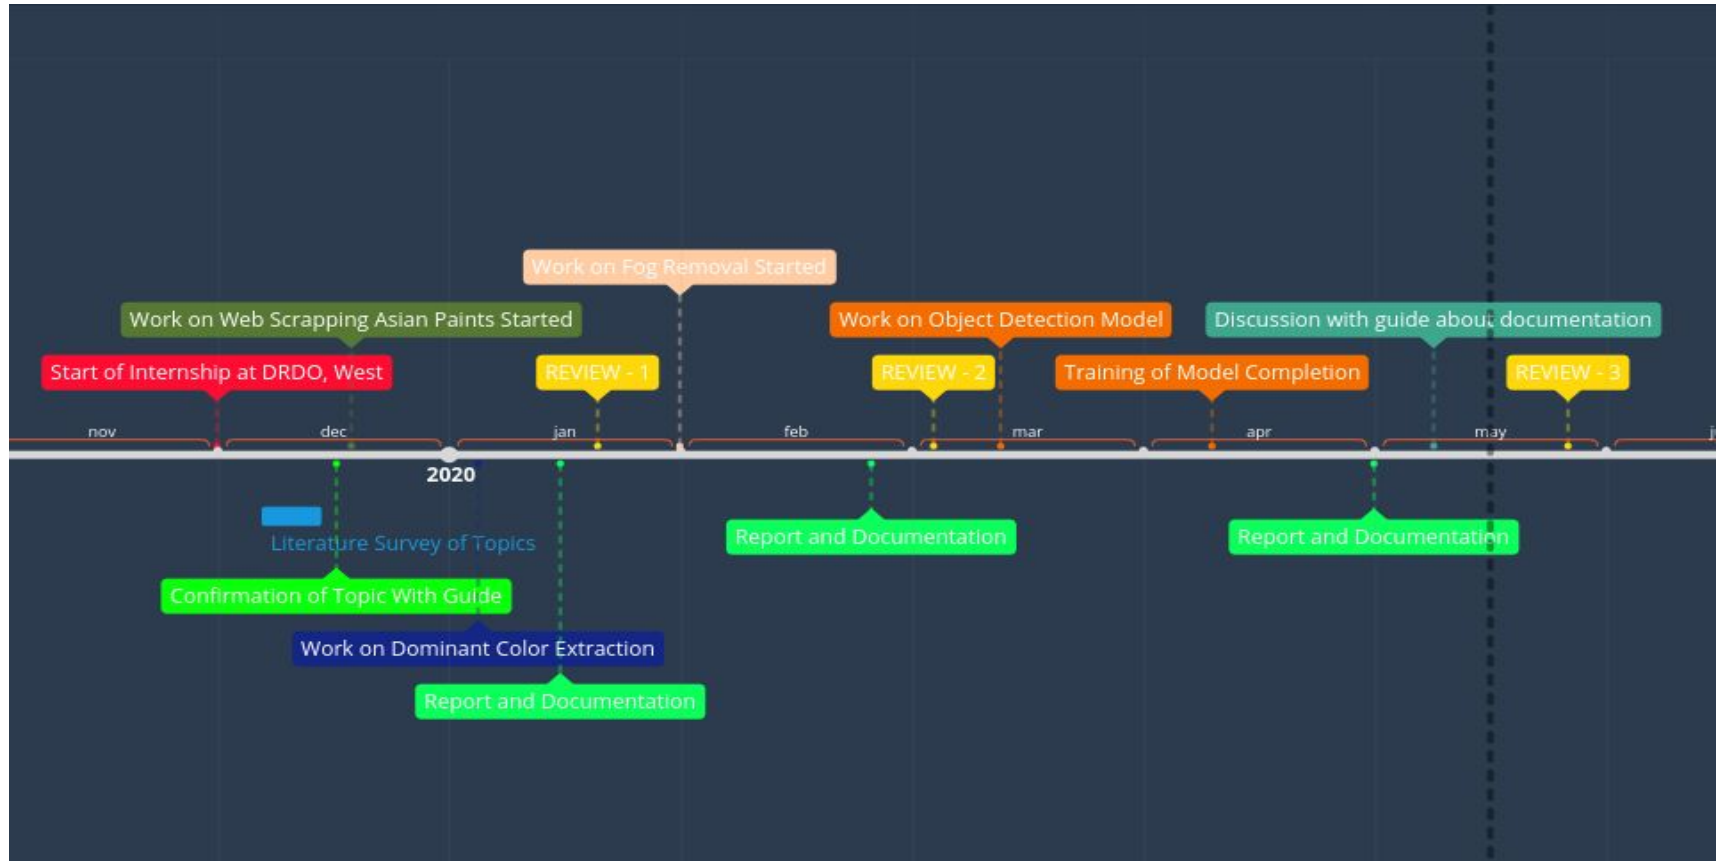 Work on Fog Removal Started
Work on Web Scrapping Asian Paints Started
Work on Object Detection Model
Discussion with guide about documentation
Start of Internship at DRDO, West
REVIEW - 1
REVIEW - 2
Training of Model Completion
REVIEW - 3
nov
dec
jan
feb
mar
apr
may
2020
Literature Survey of Topics
Report and Documentation
Report and Documentation
Confirmation of Topic With Guide
Work on Dominant Color Extraction
Report and Documentation